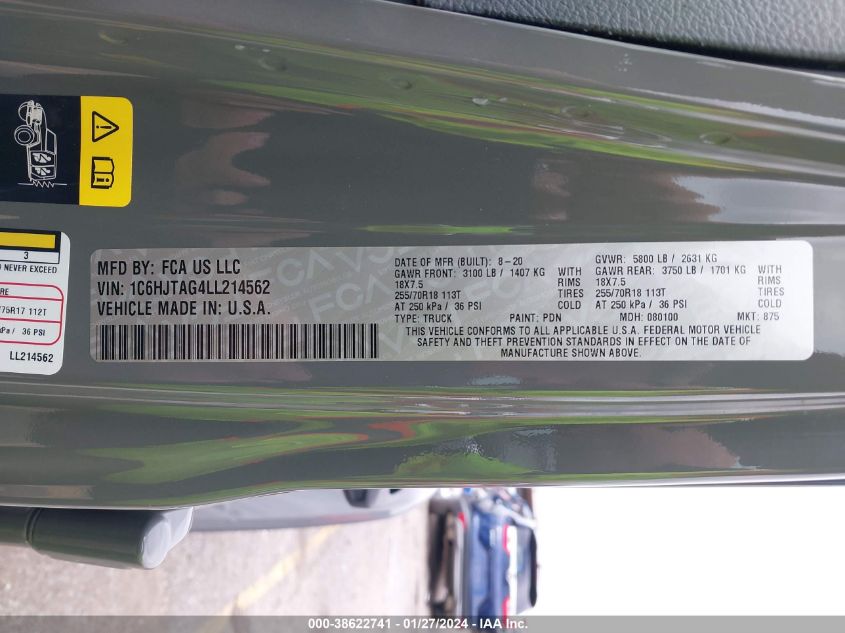 3
NEVER EXCEED
75R17 112T
kPa / 36 PSI
LL214562
MFD BY: FCA US LLC
VIN: 1C6HJTAG4LL214562
VEHICLE MADE IN: U.S.A.
DATE OF MFR (BUILT): 8-20 GVWR: 5800 LB / 2631 KG
GAWR FRONT: 3100 LB / 1407 KG WITH GAWR REAR: 3750 LB / 1701 KG WITH
18X7.5 RIMS 18X7.5 RIMS
255/70R18 113T TIRES 255/70R18 113T TIRES
AT 250 kPa / 36 PSI COLD AT 250 kPa / 36 PSI COLD
TYPE: TRUCK PAINT: PDN MDH: 080100 MKT: 875
THIS VEHICLE CONFORMS TO ALL APPLICABLE U.S.A. FEDERAL MOTOR VEHICLE
SAFETY AND THEFT PREVENTION STANDARDS IN EFFECT ON THE DATE OF
MANUFACTURE SHOWN ABOVE.
000-38622741 - 01/27/2024 - IAA Inc.